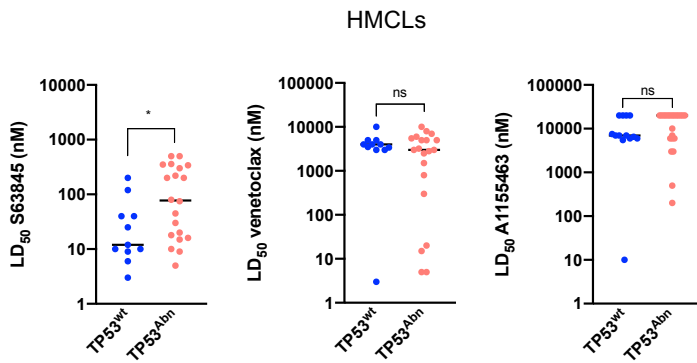 HMCLs
LD50 S63845 (nM)
10000
1000
100
10
1
*
TP53wt
TP53Abn
LD50 venetoclax (nM)
100000
10000
1000
100
10
1
ns
TP53wt
TP53Abn
LD50 A1155463 (nM)
100000
10000
1000
100
10
1
ns
TP53wt
TP53Abn